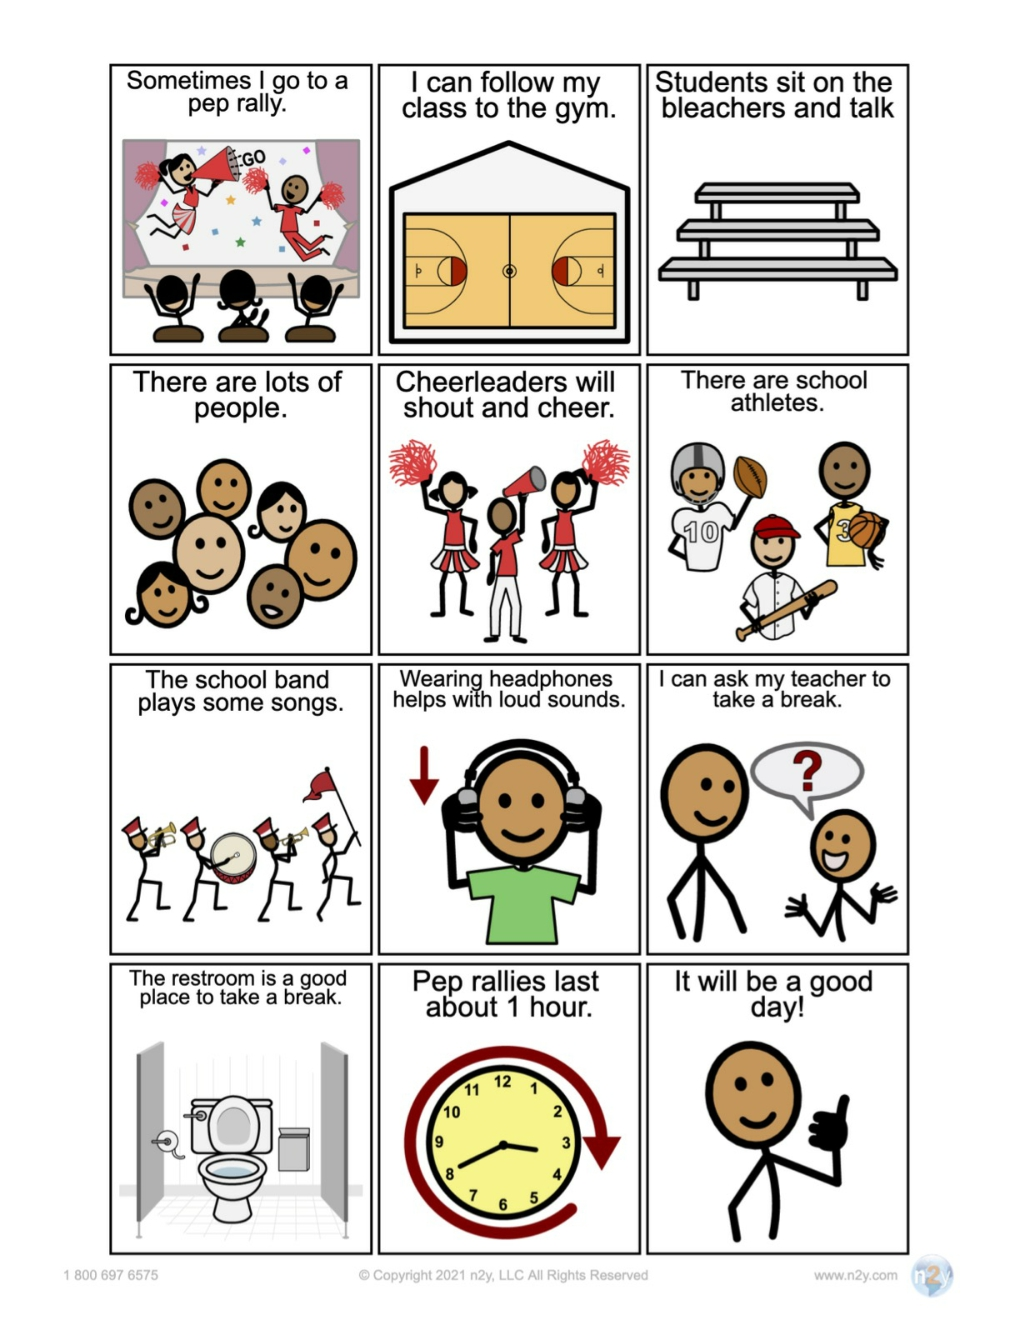 Sometimes I go to a
pep rally.
GO
I can follow my
class to the gym.
Students sit on the
bleachers and talk
There are lots of
people.
Cheerleaders will
shout and cheer.
There are school
athletes.
10
3
The school band
plays some songs.
Wearing headphones
helps with loud sounds.
I can ask my teacher to
take a break.
?
The restroom is a good
place to take a break.
Pep rallies last
about 1 hour.
12
11 1
10 2
9 3
8 4
7 5
6
It will be a good
day!
1 800 697 6575
© Copyright 2021 n2y, LLC All Rights Reserved
www.n2y.com
n2y